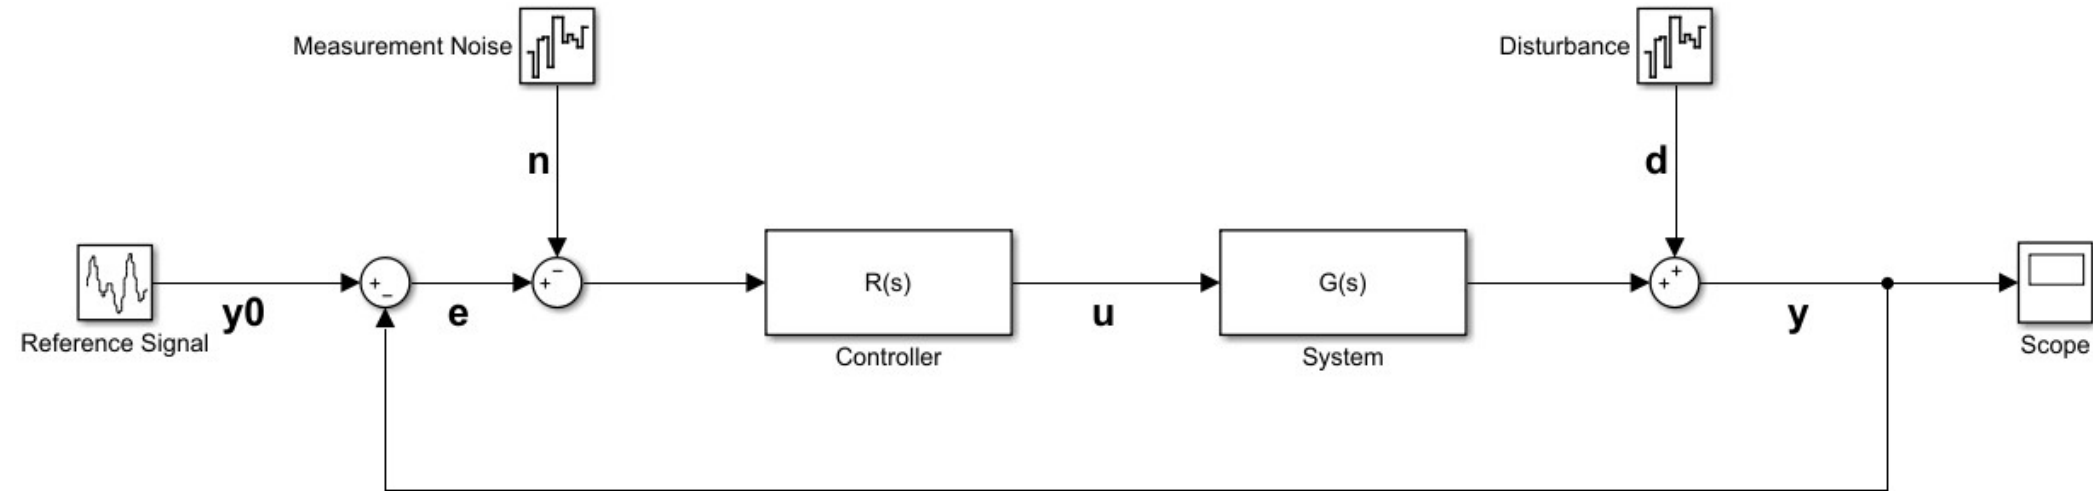 Measurement Noise
Disturbance
n
d
+
−
+
−
R(s)
G(s)
+
+
y0
e
u
y
Reference Signal
Controller
System
Scope